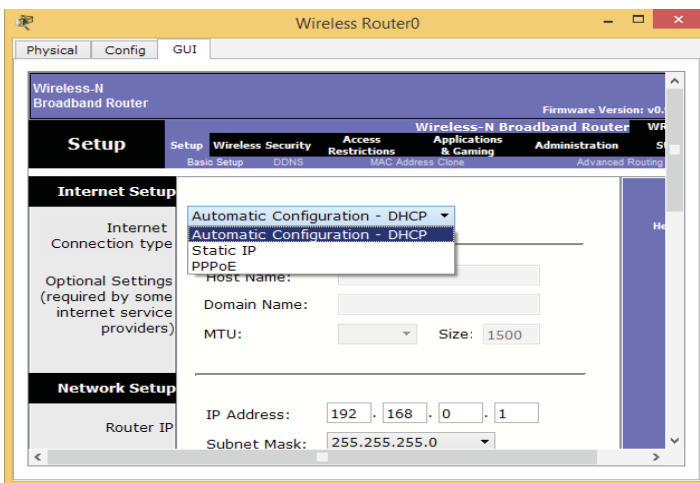 Wireless Router0
Physical Config GUI
Wireless-N
Broadband Router
Firmware Version: v0.
Wireless-N Broadband Router WR
Setup
Setup Wireless Security Access Restrictions Applications & Gaming Administration
Basic Setup DDNS MAC Address Clone Advanced Routing
Internet Setup
Internet
Connection type
Automatic Configuration - DHCP
Automatic Configuration - DHCP
Static IP
PPPoE
Optional Settings
(required by some
internet service
providers)
Host Name:
Domain Name:
MTU: Size: 1500
He
Network Setup
Router IP
IP Address: 192 . 168 . 0 . 1
Subnet Mask: 255.255.255.0